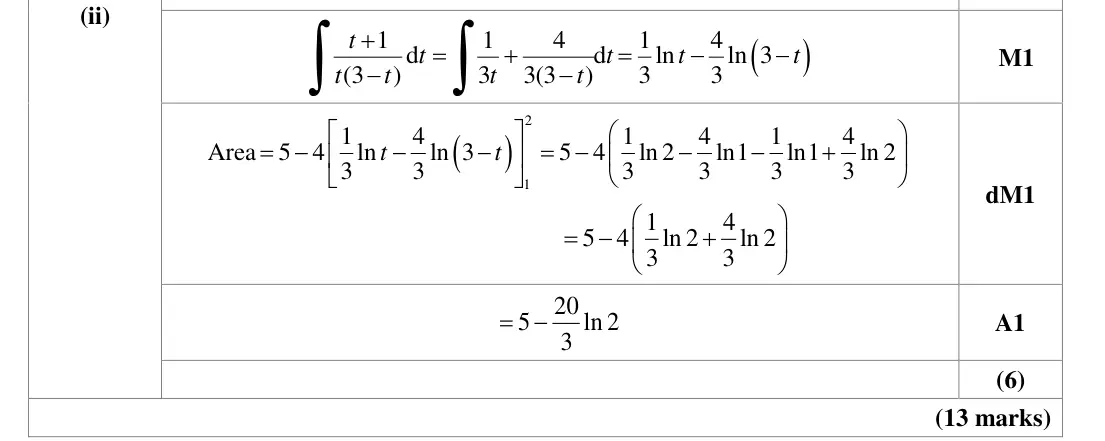 (ii)
∫ (t+1)/(t(3−t)) dt = ∫ 1/(3t) + 4/(3(3−t)) dt = 1/3 ln t − 4/3 ln(3−t) M1
Area = 5 − 4[1/3 ln t − 4/3 ln(3−t)]₁² = 5 − 4(1/3 ln 2 − 4/3 ln 1 − 1/3 ln 1 + 4/3 ln 2)
dM1
= 5 − 4(1/3 ln 2 + 4/3 ln 2)
= 5 − 20/3 ln 2 A1
(6)
(13 marks)